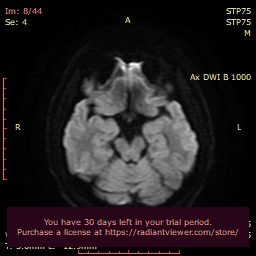 Im: 8/44
Se: 4
A
STP75
STP75
M
Ax DWI B 1000
R
L
You have 30 days left in your trial period.
Purchase a license at https://radiantviewer.com/store/